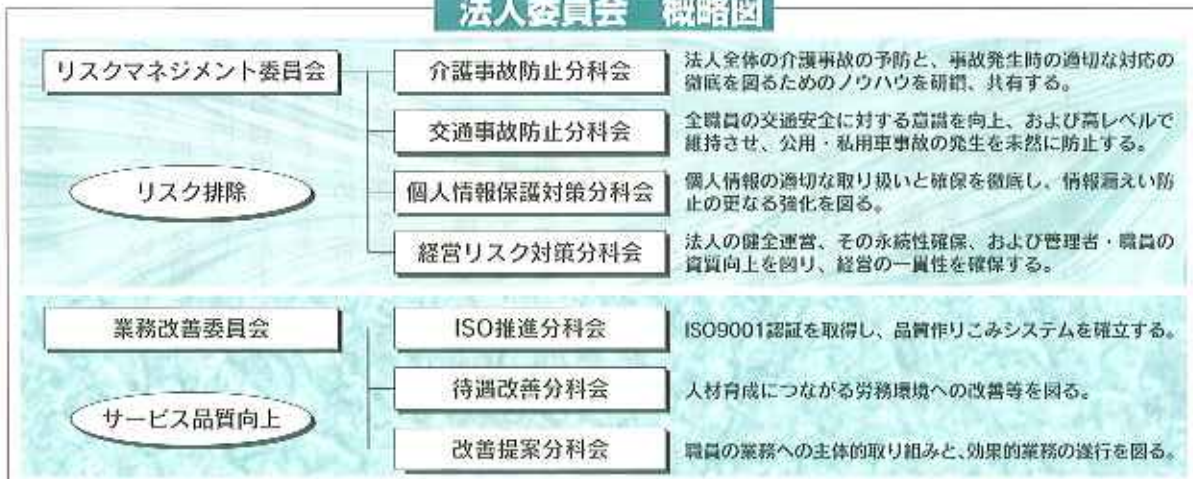 法人委員会 概略図
リスクマネジメント委員会
リスク排除
介護事故防止分科会
法人全体の介護事故の予防と、事故発生時の適切な対応の
徹底を図るためのノウハウを研鑽、共有する。
交通事故防止分科会
全職員の交通安全に対する意識を向上、および高レベルで
維持させ、公用・私用車事故の発生を未然に防止する。
個人情報保護対策分科会
個人情報の適切な取り扱いと確保を徹底し、情報漏えい防
止の更なる強化を図る。
経営リスク対策分科会
法人の健全運営、その永続性確保、および管理者・職員の
資質向上を図り、経営の一貫性を確保する。
業務改善委員会
サービス品質向上
ISO推進分科会
ISO9001認証を取得し、品質作りこみシステムを確立する。
待遇改善分科会
人材育成につながる労務環境への改善等を図る。
改善提案分科会
職員の業務への主体的取り組みと、効果的業務の遂行を図る。